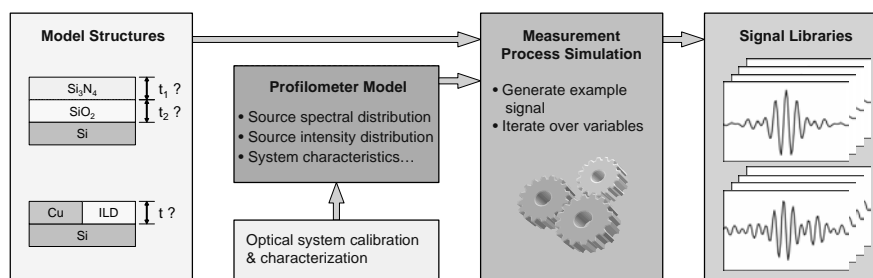 Model Structures
Si3N4
t1 ?
SiO2
t2 ?
Si
Cu
ILD
t ?
Si
Profilometer Model
• Source spectral distribution
• Source intensity distribution
• System characteristics…
Optical system calibration
& characterization
Measurement
Process Simulation
• Generate example
signal
• Iterate over variables
Signal Libraries